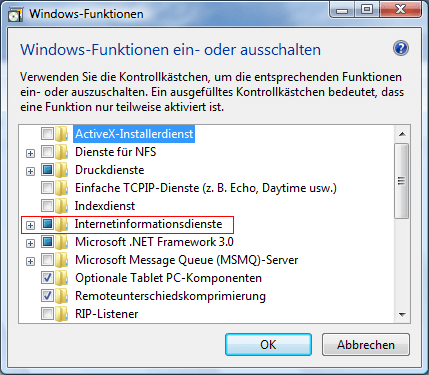 Windows-Funktionen
Windows-Funktionen ein- oder ausschalten
Verwenden Sie die Kontrollkästchen, um die entsprechenden Funktionen
ein- oder auszuschalten. Ein ausgefülltes Kontrollkästchen bedeutet, dass
eine Funktion nur teilweise aktiviert ist.
ActiveX-Installerdienst
Dienste für NFS
Druckdienste
Einfache TCPIP-Dienste (z. B. Echo, Daytime usw.)
Indexdienst
Internetinformationsdienste
Microsoft .NET Framework 3.0
Microsoft Message Queue (MSMQ)-Server
Optionale Tablet PC-Komponenten
Remoteunterschiedskomprimierung
RIP-Listener
OK
Abbrechen